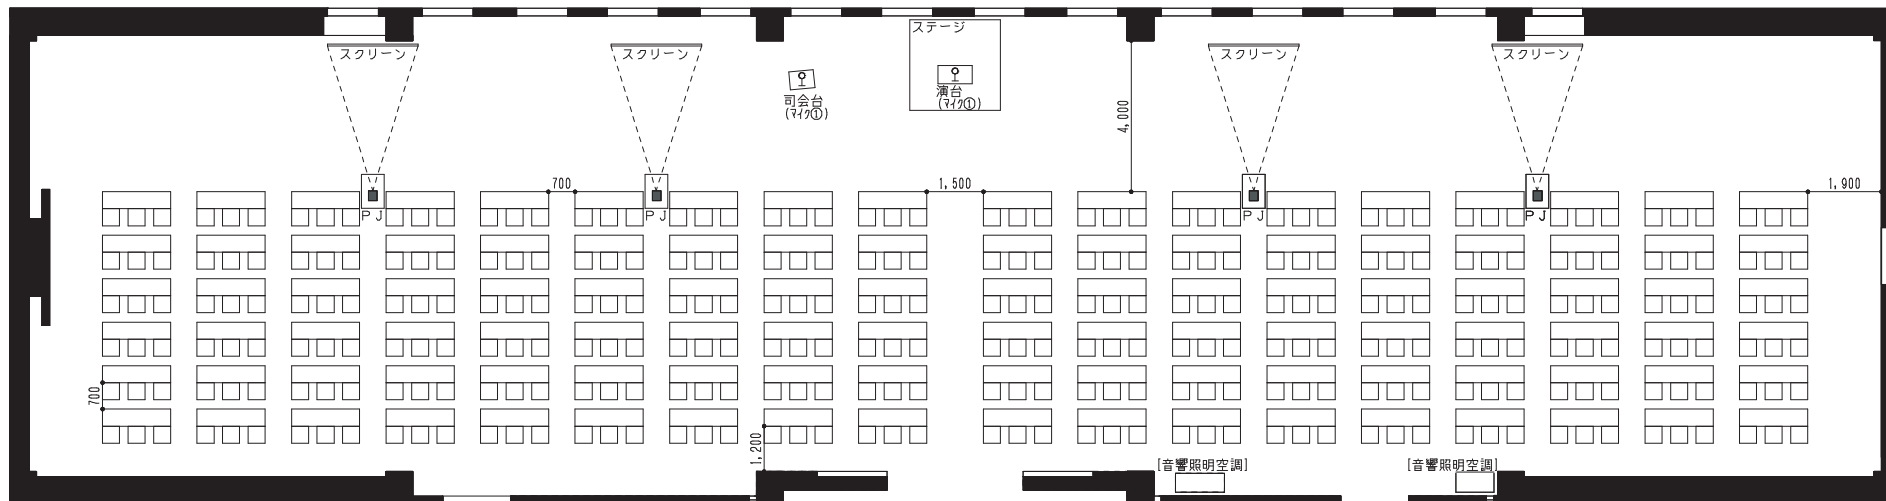 ステージ
スクリーン
スクリーン
スクリーン
スクリーン
司会台
(ﾏｲｸ①)
演台
(ﾏｲｸ①)
4,000
700
1,500
1,900
PJ
PJ
PJ
PJ
700
1,200
[音響照明空調]
[音響照明空調]